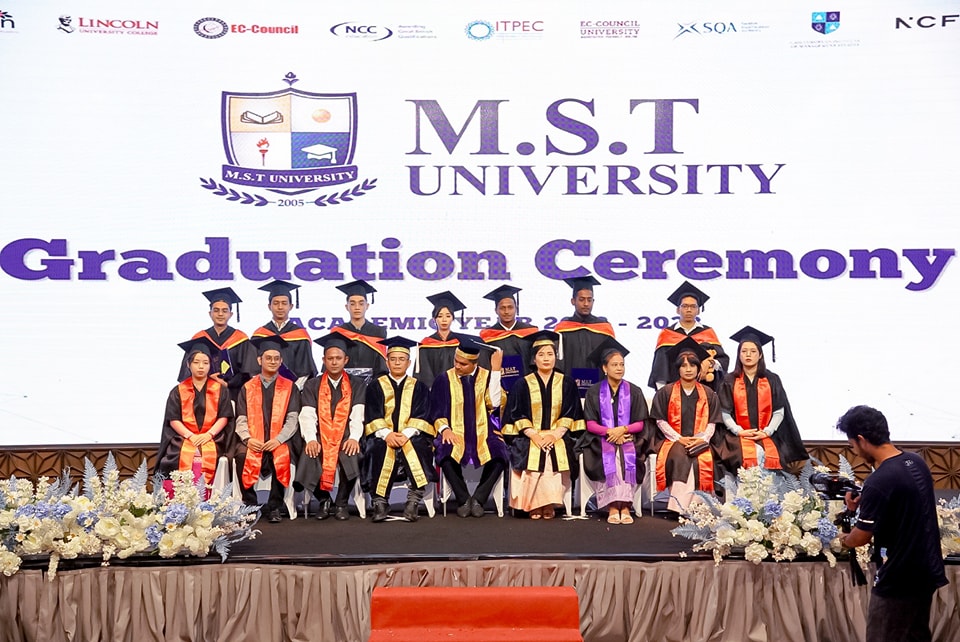 LINCOLN
UNIVERSITY COLLEGE
EC-Council
NCC
ITPEC
EC-COUNCIL
UNIVERSITY
SQA
NCF
M.S.T
UNIVERSITY
M.S.T UNIVERSITY
2005
Graduation Ceremony
ACADEMIC YEAR